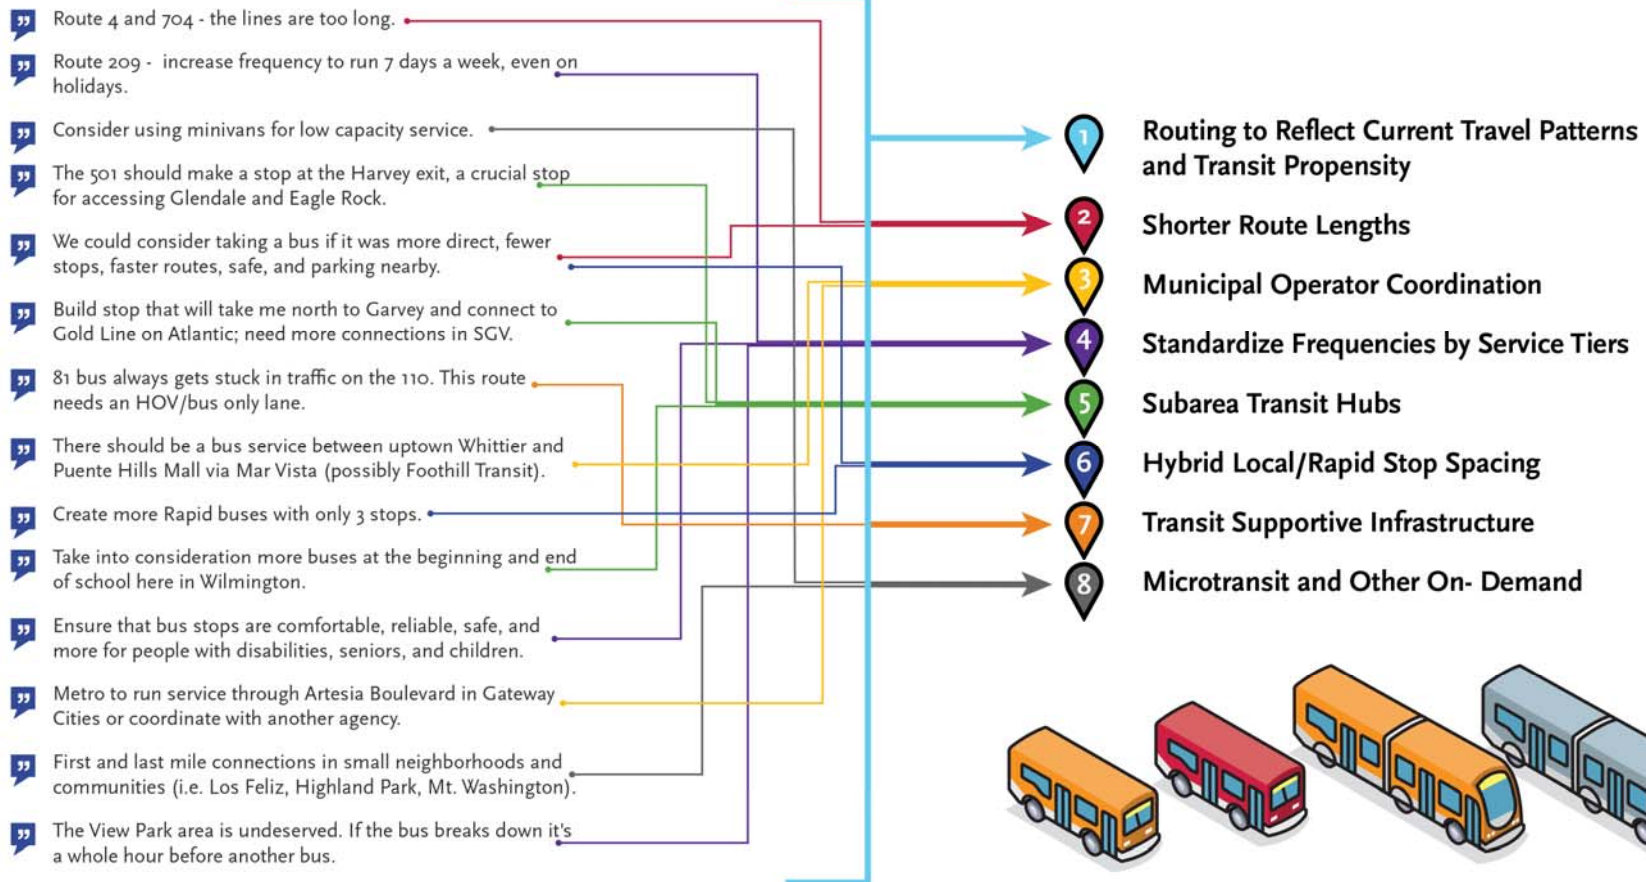 Route 4 and 704 - the lines are too long.
Route 209 - increase frequency to run 7 days a week, even on
holidays.
Consider using minivans for low capacity service.
The 501 should make a stop at the Harvey exit, a crucial stop
for accessing Glendale and Eagle Rock.
We could consider taking a bus if it was more direct, fewer
stops, faster routes, safe, and parking nearby.
Build stop that will take me north to Garvey and connect to
Gold Line on Atlantic; need more connections in SGV.
81 bus always gets stuck in traffic on the 110. This route
needs an HOV/bus only lane.
There should be a bus service between uptown Whittier and
Puente Hills Mall via Mar Vista (possibly Foothill Transit).
Create more Rapid buses with only 3 stops.
Take into consideration more buses at the beginning and end
of school here in Wilmington.
Ensure that bus stops are comfortable, reliable, safe, and
more for people with disabilities, seniors, and children.
Metro to run service through Artesia Boulevard in Gateway
Cities or coordinate with another agency.
First and last mile connections in small neighborhoods and
communities (i.e. Los Feliz, Highland Park, Mt. Washington).
The View Park area is undeserved. If the bus breaks down it's
a whole hour before another bus.
1 Routing to Reflect Current Travel Patterns
and Transit Propensity
2 Shorter Route Lengths
3 Municipal Operator Coordination
4 Standardize Frequencies by Service Tiers
5 Subarea Transit Hubs
6 Hybrid Local/Rapid Stop Spacing
7 Transit Supportive Infrastructure
8 Microtransit and Other On- Demand